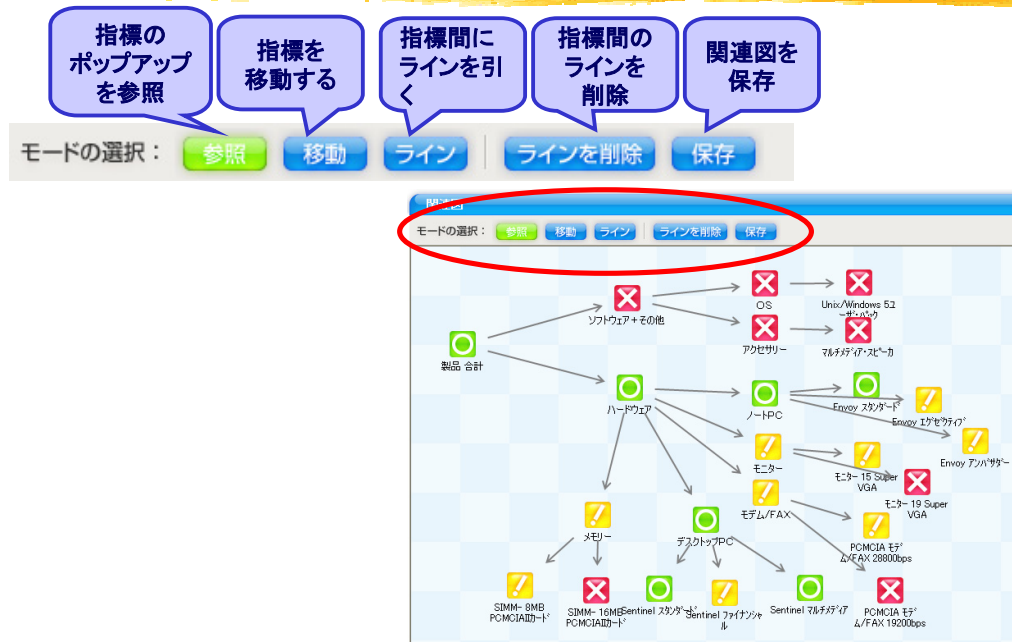 指標の
ポップアップ
を参照
指標を
移動する
指標間に
ラインを引
く
指標間の
ラインを
削除
関連図を
保存
モードの選択： 参照 移動 ライン ラインを削除 保存
関連図
モードの選択： 参照 移動 ライン ラインを削除 保存
OS
Unix/Windows 5ユ
ーザ・パック
ソフトウェア＋その他
アクセサリー
マルチメディア・スピーカ
製品 合計
ハードウェア
ノートPC
Envoy スタンダード
Envoy エグゼクティブ
モニター
Envoy アンバサダー
モニター 15 Super
VGA
モニター 19 Super
VGA
モデム/FAX
メモリー
デスクトップPC
PCMCIA モデ
ム/FAX 28800bps
SIMM- 8MB
PCMCIAIIカード
SIMM- 16MB
PCMCIAIIカード
Sentinel スタンダード
Sentinel ファイナンシャ
ル
Sentinel マルチメディア
PCMCIA モデ
ム/FAX 19200bps